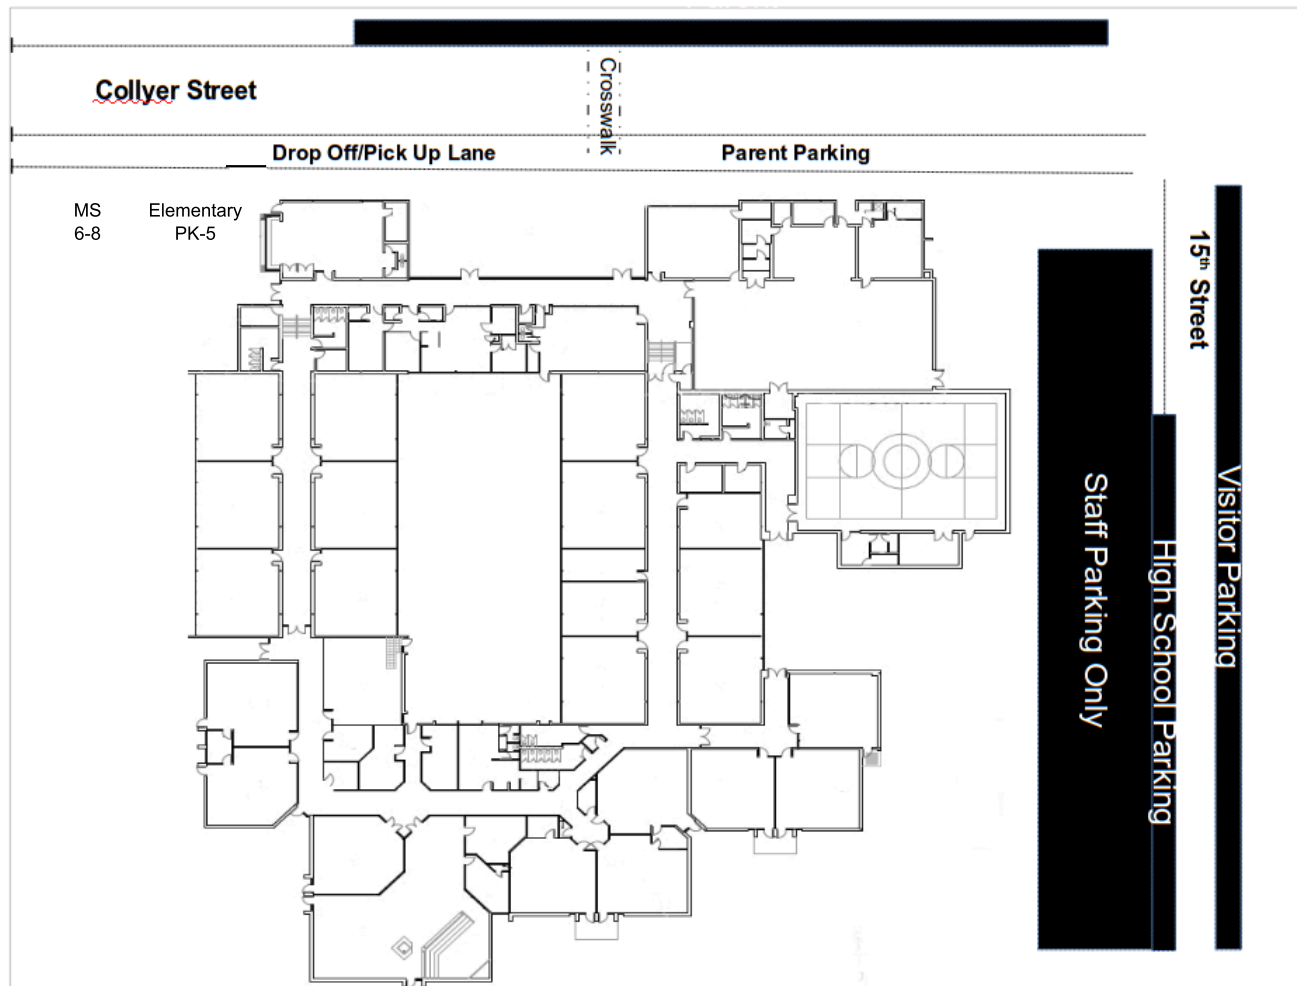 Collyer Street
Crosswalk
Drop Off/Pick Up Lane
Parent Parking
MS
6-8
Elementary
PK-5
15th Street
Staff Parking Only
High School Parking
Visitor Parking